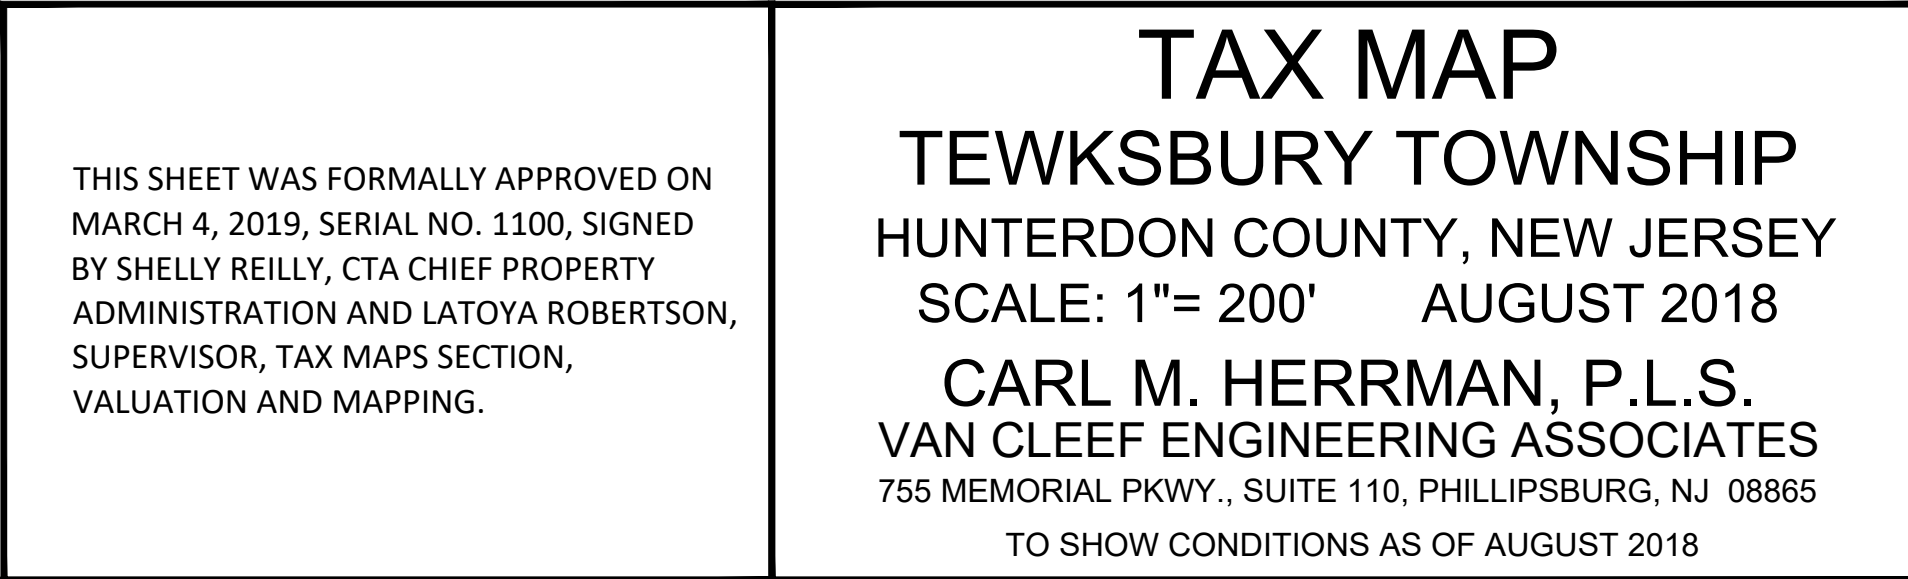 THIS SHEET WAS FORMALLY APPROVED ON
MARCH 4, 2019, SERIAL NO. 1100, SIGNED
BY SHELLY REILLY, CTA CHIEF PROPERTY
ADMINISTRATION AND LATOYA ROBERTSON,
SUPERVISOR, TAX MAPS SECTION,
VALUATION AND MAPPING.
TAX MAP
TEWKSBURY TOWNSHIP
HUNTERDON COUNTY, NEW JERSEY
SCALE: 1"= 200' AUGUST 2018
CARL M. HERRMAN, P.L.S.
VAN CLEEF ENGINEERING ASSOCIATES
755 MEMORIAL PKWY., SUITE 110, PHILLIPSBURG, NJ 08865
TO SHOW CONDITIONS AS OF AUGUST 2018